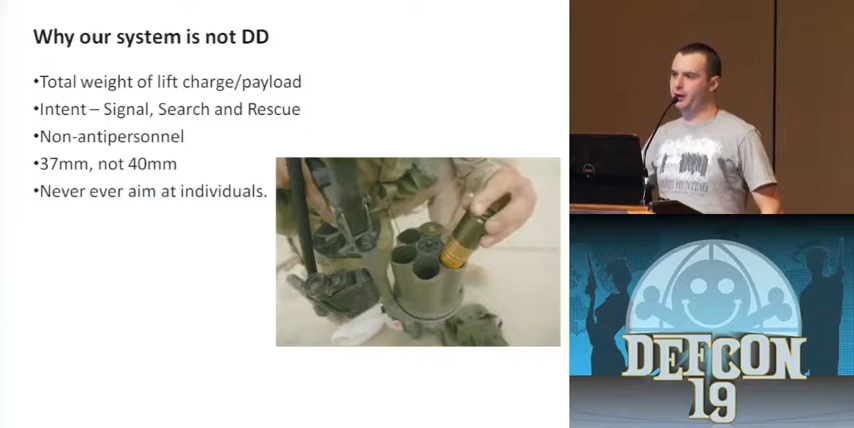 Why our system is not DD
•Total weight of lift charge/payload
•Intent – Signal, Search and Rescue
•Non-antipersonnel
•37mm, not 40mm
•Never ever aim at individuals.
HUNTING
DEFCON
19